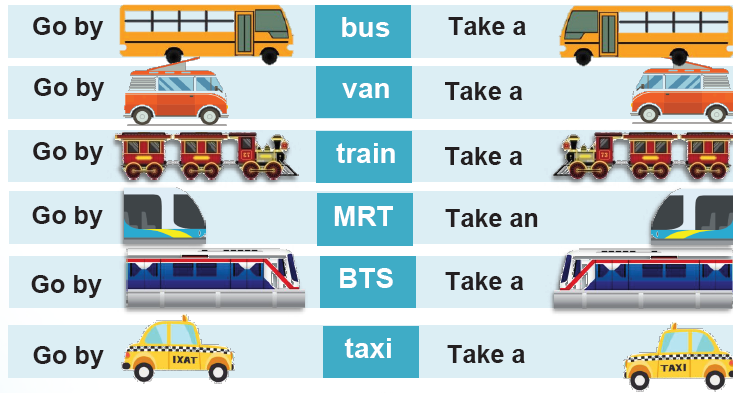 Go by bus Take a
Go by van Take a
Go by train Take a
Go by MRT Take an
Go by BTS Take a
Go by IXAT taxi Take a TAXI